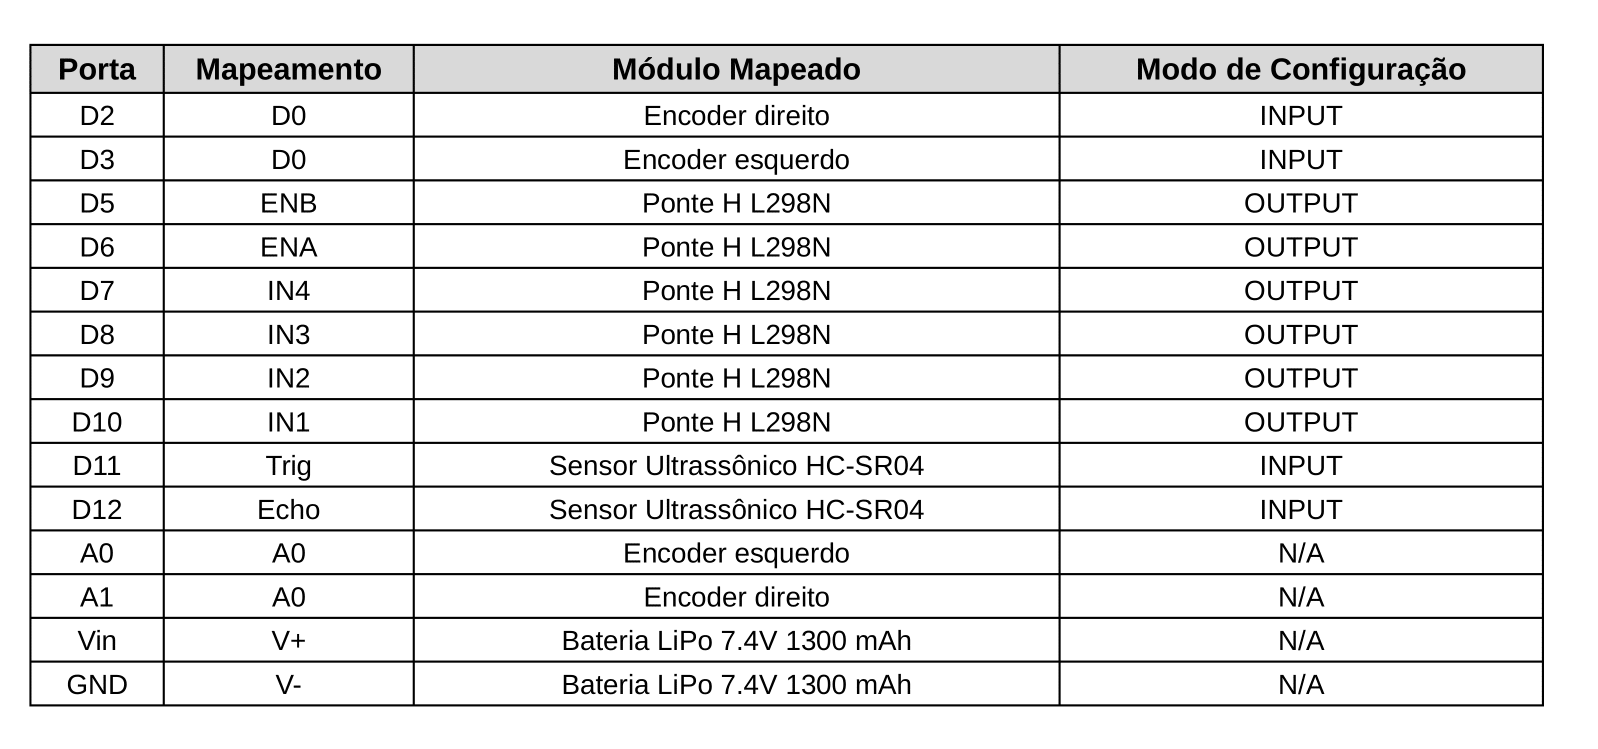 Porta Mapeamento Módulo Mapeado Modo de Configuração
D2 D0 Encoder direito INPUT
D3 D0 Encoder esquerdo INPUT
D5 ENB Ponte H L298N OUTPUT
D6 ENA Ponte H L298N OUTPUT
D7 IN4 Ponte H L298N OUTPUT
D8 IN3 Ponte H L298N OUTPUT
D9 IN2 Ponte H L298N OUTPUT
D10 IN1 Ponte H L298N OUTPUT
D11 Trig Sensor Ultrassônico HC-SR04 INPUT
D12 Echo Sensor Ultrassônico HC-SR04 INPUT
A0 A0 Encoder esquerdo N/A
A1 A0 Encoder direito N/A
Vin V+ Bateria LiPo 7.4V 1300 mAh N/A
GND V- Bateria LiPo 7.4V 1300 mAh N/A